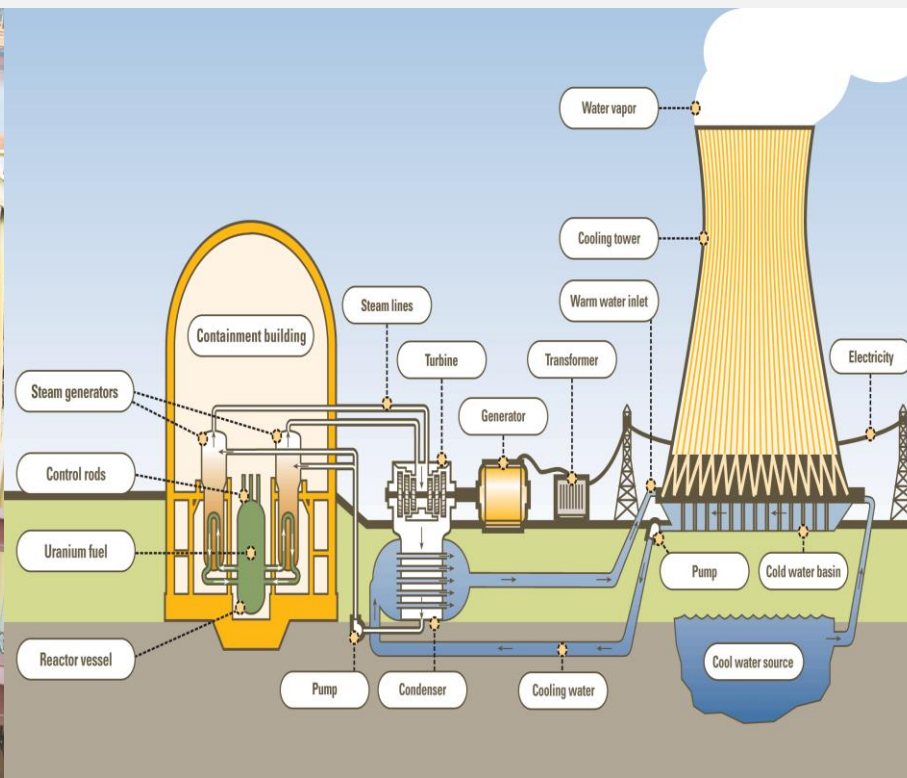 Water vapor
Cooling tower
Steam lines
Warm water inlet
Containment building
Turbine
Transformer
Electricity
Steam generators
Generator
Control rods
Uranium fuel
Pump
Cold water basin
Reactor vessel
Cool water source
Pump
Condenser
Cooling water